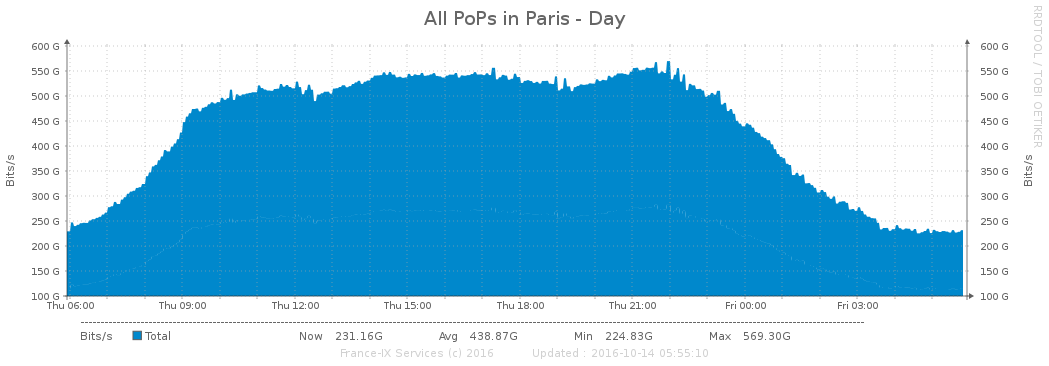 All PoPs in Paris - Day
RRDTOOL / TOBI OETIKER
Bits/s
600 G 600 G
550 G 550 G
500 G 500 G
450 G 450 G
400 G 400 G
350 G 350 G
300 G 300 G
250 G 250 G
200 G 200 G
150 G 150 G
100 G 100 G
Bits/s
Thu 06:00 Thu 09:00 Thu 12:00 Thu 15:00 Thu 18:00 Thu 21:00 Fri 00:00 Fri 03:00
Bits/s Total Now 231.16G Avg 438.87G Min 224.83G Max 569.30G
France-IX Services (c) 2016 Updated : 2016-10-14 05:55:10